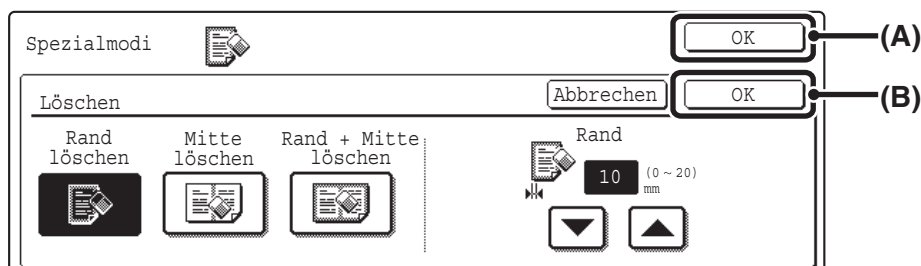 Spezialmodi
OK
(A)
Löschen
Abbrechen
OK
(B)
Rand
löschen
Mitte
löschen
Rand + Mitte
löschen
Rand
10
(0~20)
mm